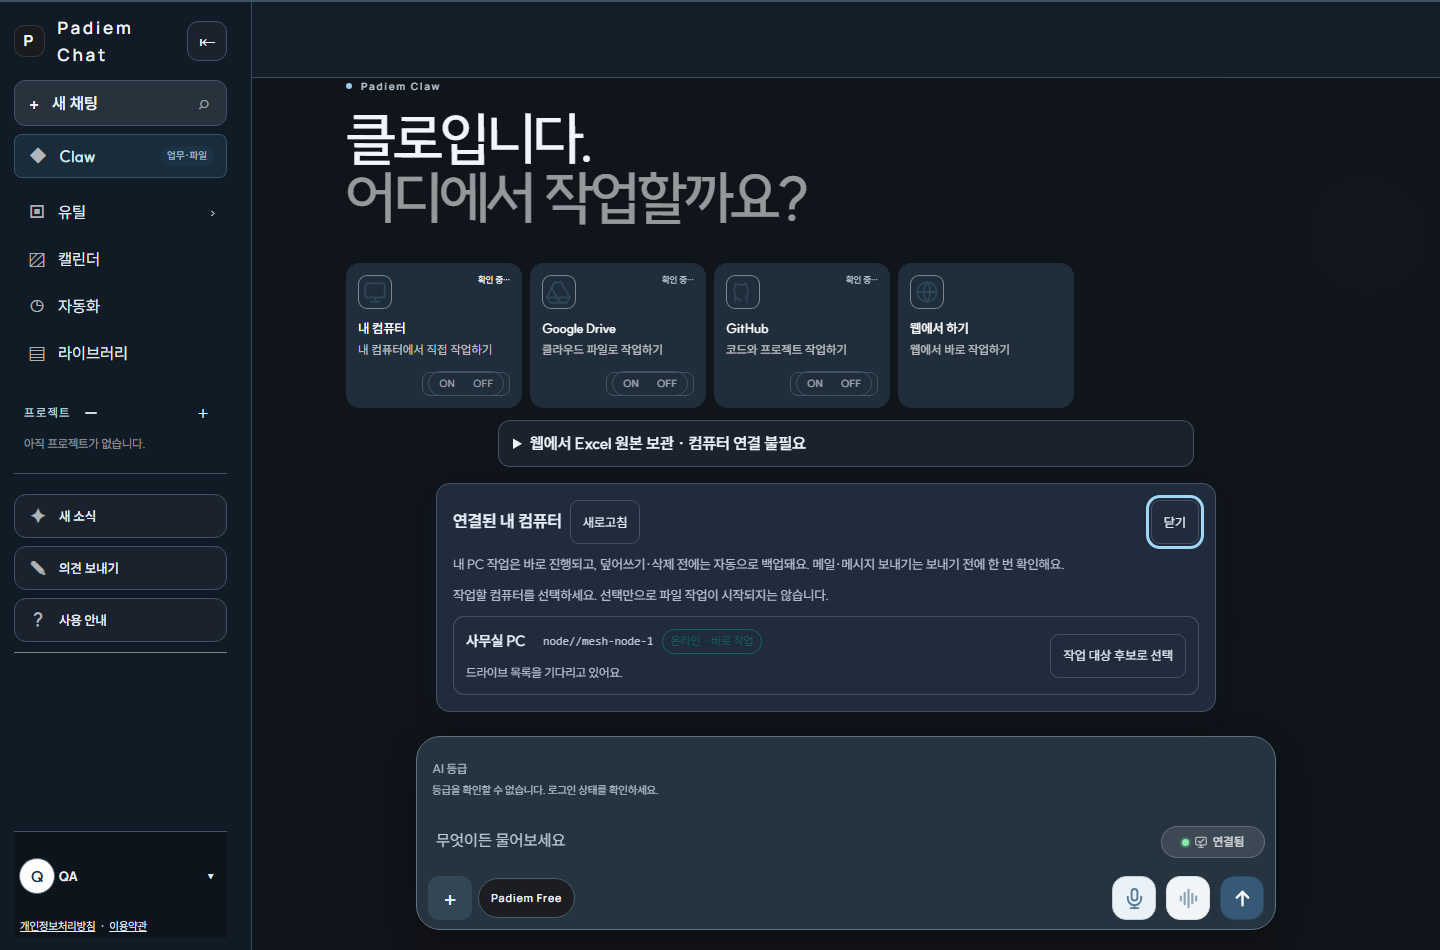 P
Padiem
Chat
+ 새 채팅
Claw
업무·파일
유틸
캘린더
자동화
라이브러리
프로젝트
+
아직 프로젝트가 없습니다.
새 소식
의견 보내기
? 사용 안내
Q QA
개인정보처리방침 · 이용약관
Padiem Claw
클로입니다.
어디에서 작업할까요?
확인 중…
내 컴퓨터
내 컴퓨터에서 직접 작업하기
ON OFF
확인 중…
Google Drive
클라우드 파일로 작업하기
ON OFF
확인 중…
GitHub
코드와 프로젝트 작업하기
ON OFF
웹에서 하기
웹에서 바로 작업하기
▶ 웹에서 Excel 원본 보관 · 컴퓨터 연결 불필요
연결된 내 컴퓨터 새로고침 닫기
내 PC 작업은 바로 진행되고, 덮어쓰기·삭제 전에는 자동으로 백업돼요. 메일·메시지 보내기는 보내기 전에 한 번 확인해요.
작업할 컴퓨터를 선택하세요. 선택만으로 파일 작업이 시작되지는 않습니다.
사무실 PC node//mesh-node-1 온라인 · 바로 작업
드라이브 목록을 기다리고 있어요.
작업 대상 후보로 선택
AI 등급
등급을 확인할 수 없습니다. 로그인 상태를 확인하세요.
무엇이든 물어보세요
연결됨
+ Padiem Free